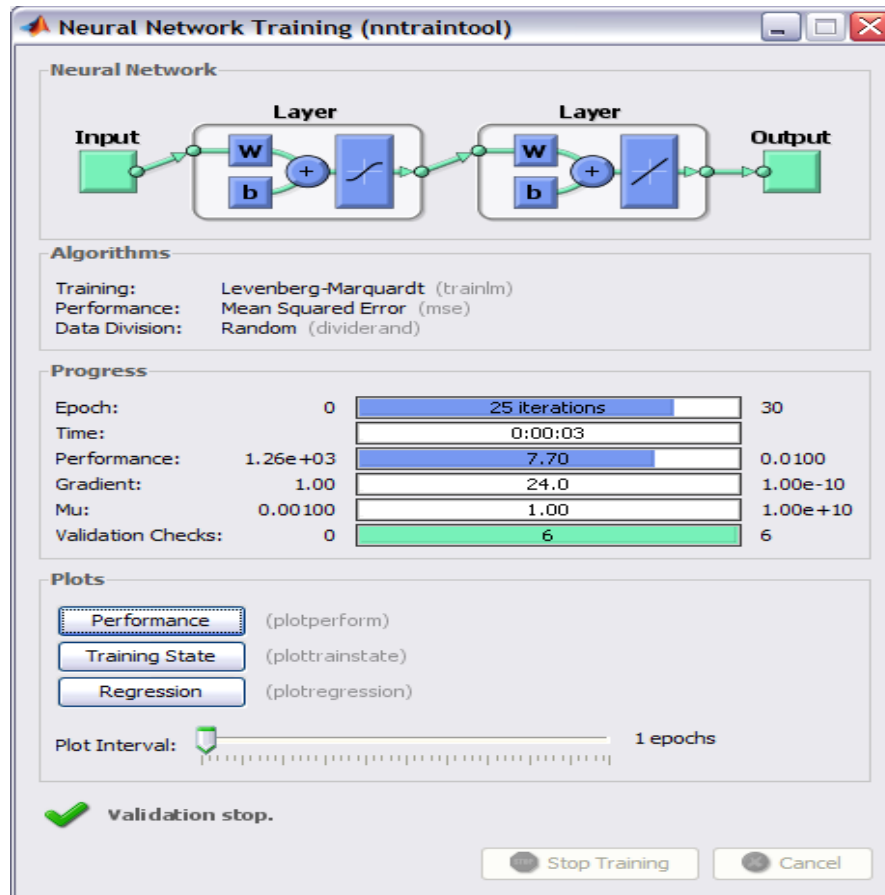 Neural Network Training (nntraintool)
Neural Network
Layer Layer
Input Output
W W
b b
+ +
Algorithms
Training: Levenberg-Marquardt (trainlm)
Performance: Mean Squared Error (mse)
Data Division: Random (dividerand)
Progress
Epoch: 0 25 iterations 30
Time: 0:00:03
Performance: 1.26e+03 7.70 0.0100
Gradient: 1.00 24.0 1.00e-10
Mu: 0.00100 1.00 1.00e+10
Validation Checks: 0 6 6
Plots
Performance (plotperform)
Training State (plottrainstate)
Regression (plotregression)
Plot Interval: 1 epochs
Validation stop.
Stop Training Cancel